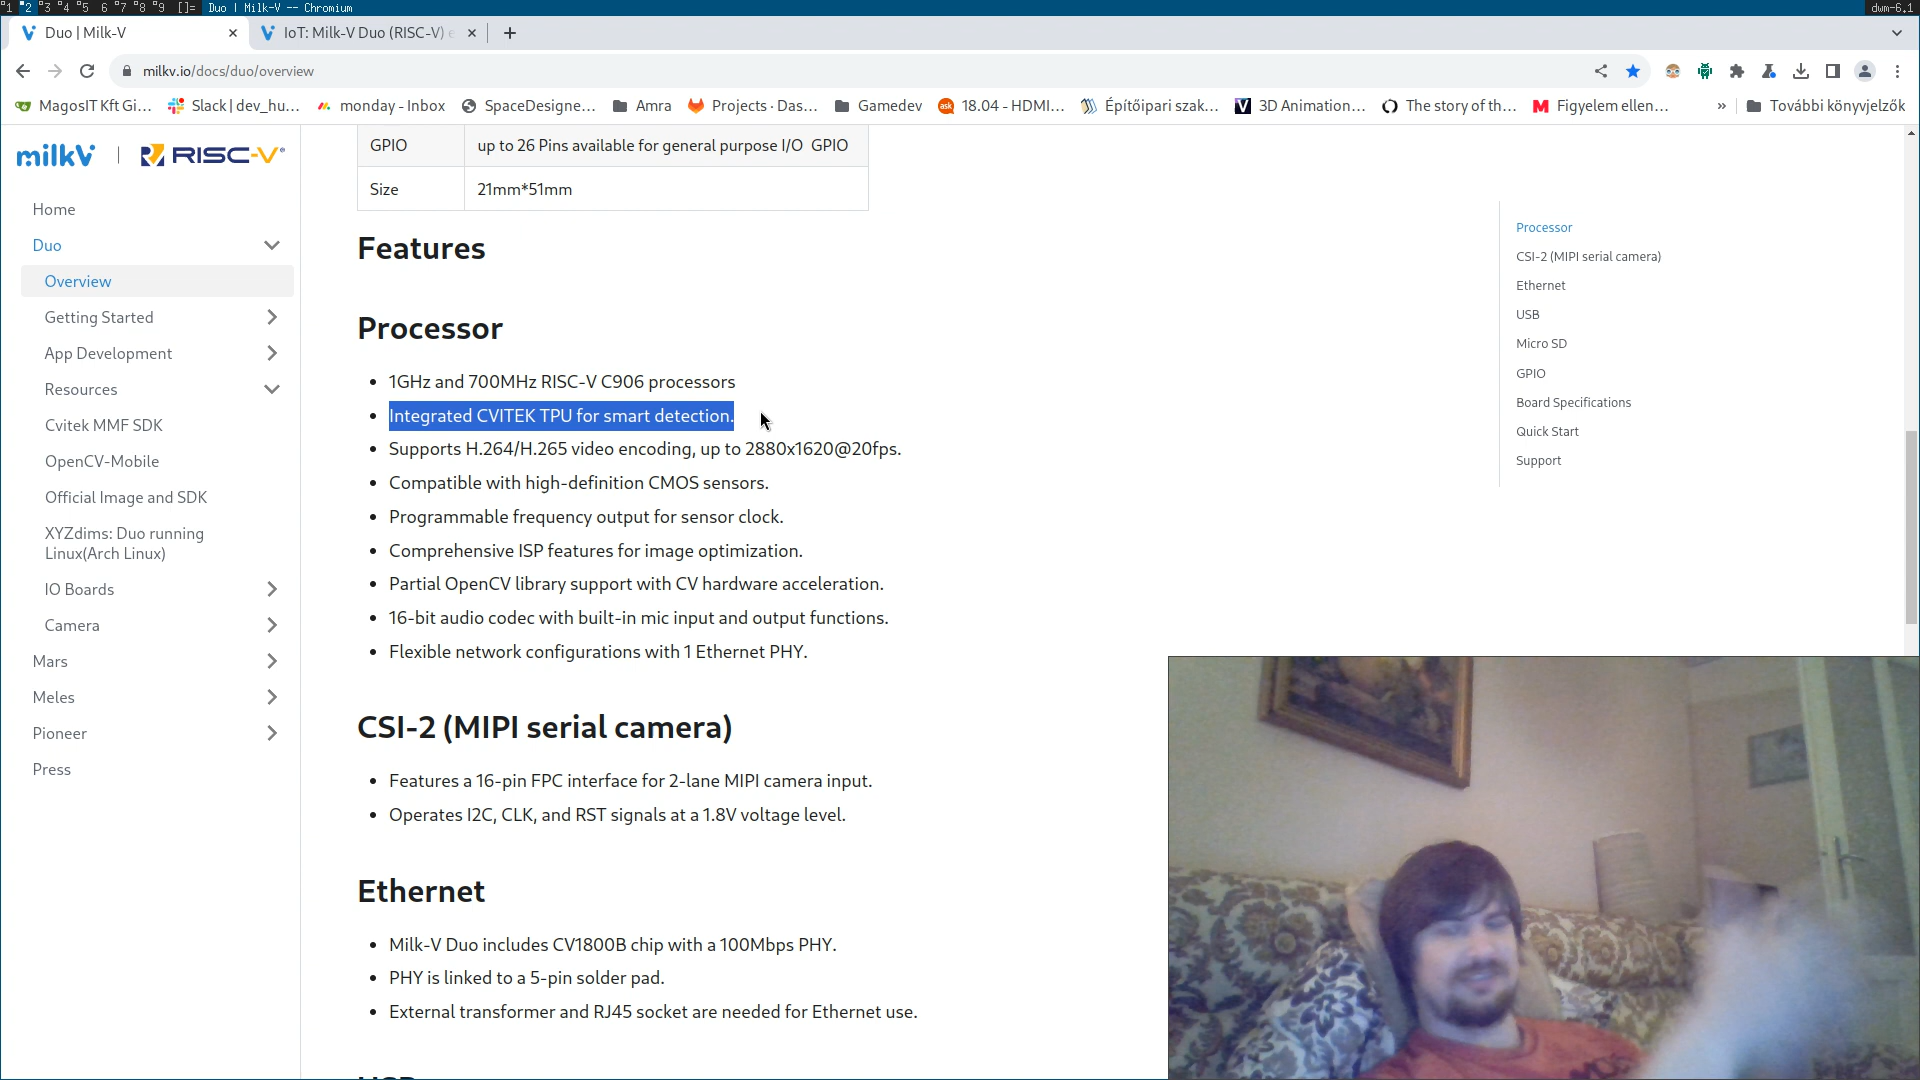 1 2 3 4 5 6 7 8 9 []= Duo | Milk-V -- Chromium dwm-6.1
Duo | Milk-V
IoT: Milk-V Duo (RISC-V) e
milkv.io/docs/duo/overview
MagosIT Kft Gi...
Slack | dev_hu...
monday - Inbox
SpaceDesigne...
Amra
Projects · Das...
Gamedev
18.04 - HDMI...
Építőipari szak...
3D Animation...
The story of th...
Figyelem ellen...
»
További könyvjelzők
milkV | RISC-V®
Home
Duo
Overview
Getting Started
App Development
Resources
Cvitek MMF SDK
OpenCV-Mobile
Official Image and SDK
XYZdims: Duo running
Linux(Arch Linux)
IO Boards
Camera
Mars
Meles
Pioneer
Press
GPIO up to 26 Pins available for general purpose I/O GPIO
Size 21mm*51mm
Features
Processor
1GHz and 700MHz RISC-V C906 processors
Integrated CVITEK TPU for smart detection.
Supports H.264/H.265 video encoding, up to 2880x1620@20fps.
Compatible with high-definition CMOS sensors.
Programmable frequency output for sensor clock.
Comprehensive ISP features for image optimization.
Partial OpenCV library support with CV hardware acceleration.
16-bit audio codec with built-in mic input and output functions.
Flexible network configurations with 1 Ethernet PHY.
CSI-2 (MIPI serial camera)
Features a 16-pin FPC interface for 2-lane MIPI camera input.
Operates I2C, CLK, and RST signals at a 1.8V voltage level.
Ethernet
Milk-V Duo includes CV1800B chip with a 100Mbps PHY.
PHY is linked to a 5-pin solder pad.
External transformer and RJ45 socket are needed for Ethernet use.
Processor
CSI-2 (MIPI serial camera)
Ethernet
USB
Micro SD
GPIO
Board Specifications
Quick Start
Support